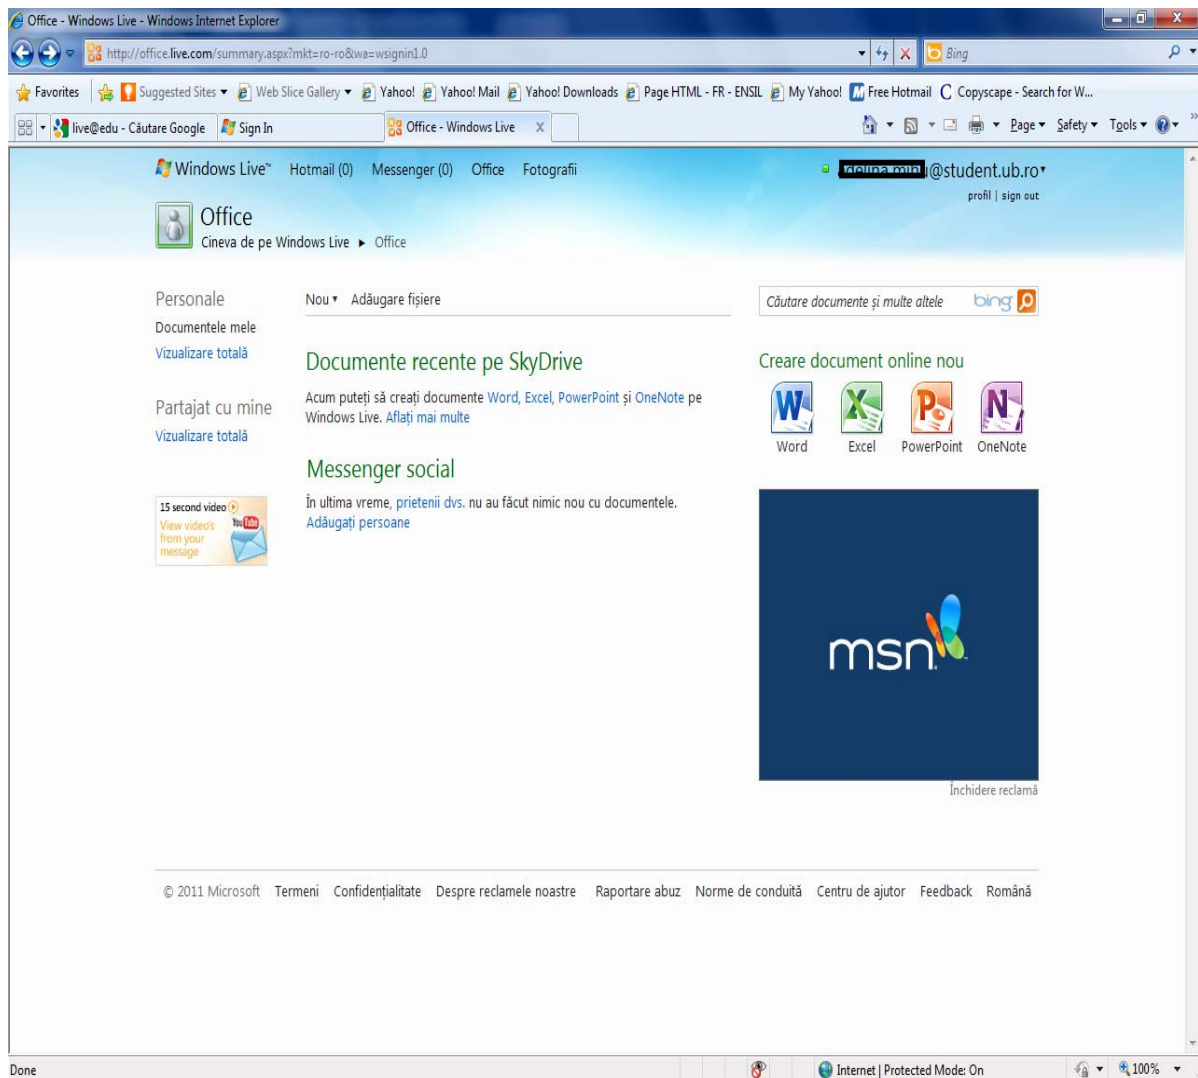 Office - Windows Live - Windows Internet Explorer
http://office.live.com/summary.aspx?mkt=ro-ro&wa=wsignin1.0
Bing
Favorites Suggested Sites Web Slice Gallery Yahoo! Yahoo! Mail Yahoo! Downloads Page HTML - FR - ENSIL My Yahoo! Free Hotmail Copyscape - Search for W...
live@edu - Căutare Google Sign In Office - Windows Live X Page Safety Tools
Windows Live™ Hotmail (0) Messenger (0) Office Fotografii @student.ub.ro
profil | sign out
Office
Cineva de pe Windows Live ► Office
Personale
Documentele mele
Vizualizare totală
Partajat cu mine
Vizualizare totală
15 second video
View video's from your message
You Tube
Nou Adăugare fișiere
Documente recente pe SkyDrive
Acum puteți să creați documente Word, Excel, PowerPoint și OneNote pe
Windows Live. Aflați mai multe
Messenger social
În ultima vreme, prietenii dvs. nu au făcut nimic nou cu documentele.
Adăugați persoane
Căutare documente și multe altele bing
Creare document online nou
Word Excel PowerPoint OneNote
msn
Închidere reclamă
© 2011 Microsoft Termeni Confidențialitate Despre reclamele noastre Raportare abuz Norme de conduită Centru de ajutor Feedback Română
Done Internet | Protected Mode: On 100%